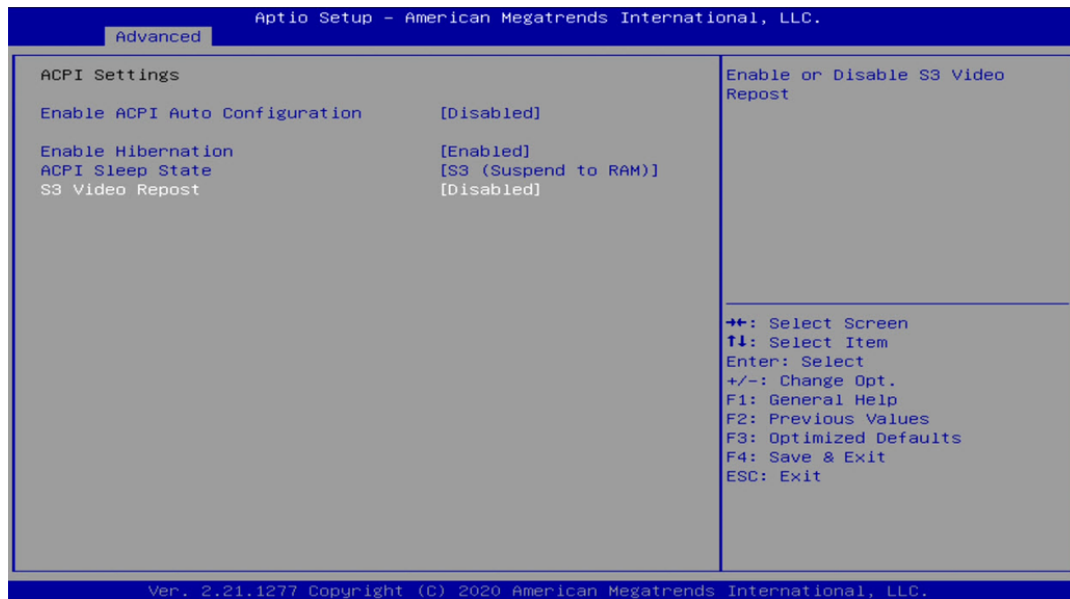 Aptio Setup – American Megatrends International, LLC.
Advanced
ACPI Settings
Enable ACPI Auto Configuration [Disabled]
Enable Hibernation [Enabled]
ACPI Sleep State [S3 (Suspend to RAM)]
S3 Video Repost [Disabled]
Enable or Disable S3 Video
Repost
→←: Select Screen
↑↓: Select Item
Enter: Select
+/-: Change Opt.
F1: General Help
F2: Previous Values
F3: Optimized Defaults
F4: Save & Exit
ESC: Exit
Ver. 2.21.1277 Copyright (C) 2020 American Megatrends International, LLC.